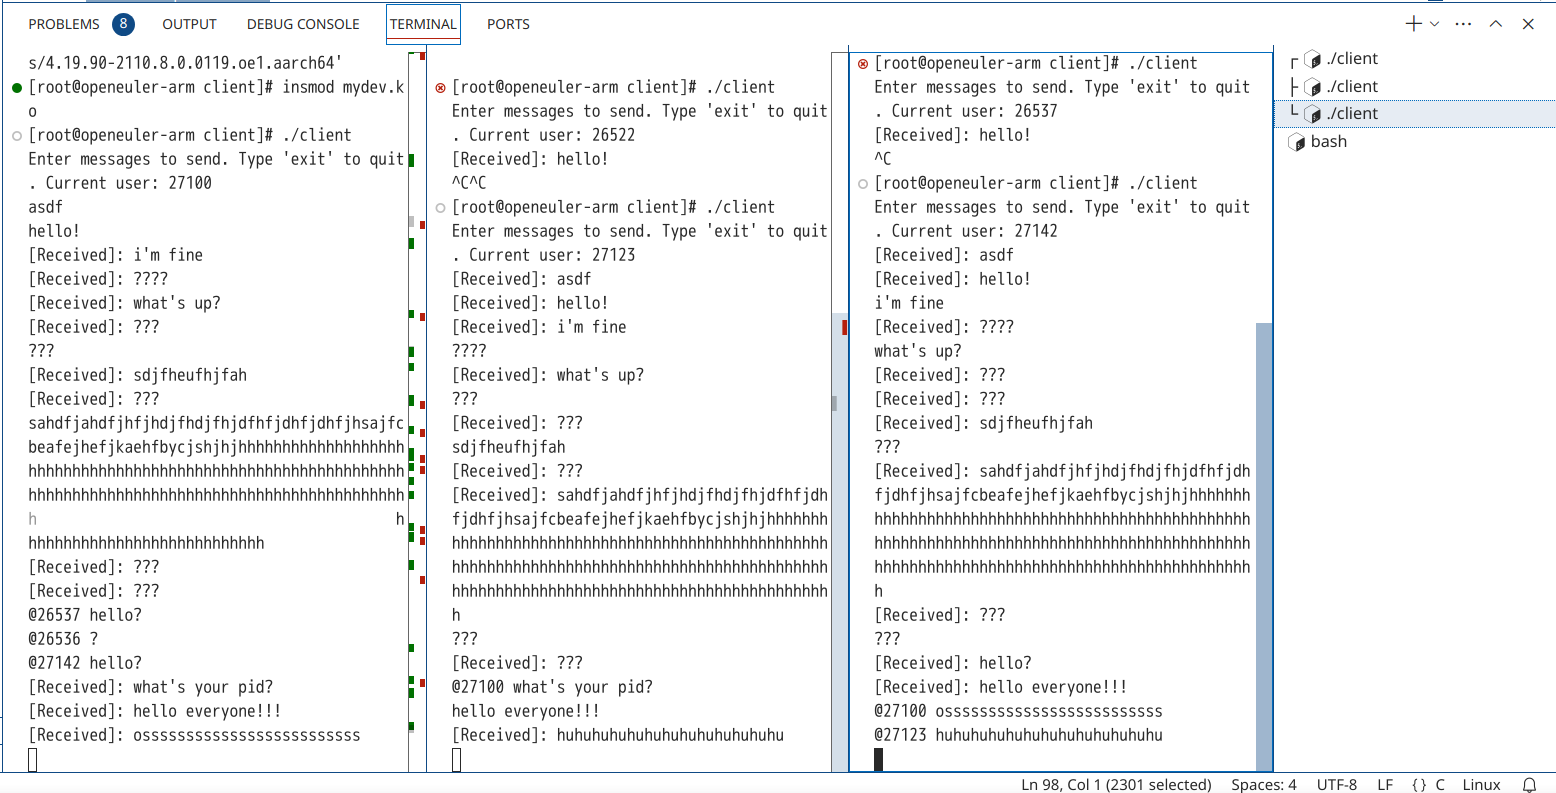 PROBLEMS 8 OUTPUT DEBUG CONSOLE TERMINAL PORTS
s/4.19.90-2110.8.0.0119.oe1.aarch64'
[root@openeuler-arm client]# insmod mydev.k
o
[root@openeuler-arm client]# ./client
Enter messages to send. Type 'exit' to quit
. Current user: 27100
asdf
hello!
[Received]: i'm fine
[Received]: ????
[Received]: what's up?
[Received]: ???
???
[Received]: sdjfheufhjfah
[Received]: ???
sahdfjahdfjhfjhdjfhdjfhjdfhfjdhfjdhfjhsajfc
beafejhefjkaehfbycjshjhjhhhhhhhhhhhhhhhhhhh
hhhhhhhhhhhhhhhhhhhhhhhhhhhhhhhhhhhhhhhhhhh
hhhhhhhhhhhhhhhhhhhhhhhhhhhhhhhhhhhhhhhhhhh
h h
hhhhhhhhhhhhhhhhhhhhhhhhhhh
[Received]: ???
[Received]: ???
@26537 hello?
@26536 ?
@27142 hello?
[Received]: what's your pid?
[Received]: hello everyone!!!
[Received]: osssssssssssssssssssssssss
[root@openeuler-arm client]# ./client
Enter messages to send. Type 'exit' to quit
. Current user: 26522
[Received]: hello!
^C^C
[root@openeuler-arm client]# ./client
Enter messages to send. Type 'exit' to quit
. Current user: 27123
[Received]: asdf
[Received]: hello!
[Received]: i'm fine
????
[Received]: what's up?
???
[Received]: ???
sdjfheufhjfah
[Received]: ???
[Received]: sahdfjahdfjhfjhdjfhdjfhjdfhfjdh
fjdhfjhsajfcbeafejhefjkaehfbycjshjhjhhhhhhh
hhhhhhhhhhhhhhhhhhhhhhhhhhhhhhhhhhhhhhhhhhh
hhhhhhhhhhhhhhhhhhhhhhhhhhhhhhhhhhhhhhhhhhh
hhhhhhhhhhhhhhhhhhhhhhhhhhhhhhhhhhhhhhhhhhh
h
???
[Received]: ???
@27100 what's your pid?
hello everyone!!!
[Received]: huhuhuhuhuhuhuhuhuhuhuhuhu
[root@openeuler-arm client]# ./client
Enter messages to send. Type 'exit' to quit
. Current user: 26537
[Received]: hello!
^C
[root@openeuler-arm client]# ./client
Enter messages to send. Type 'exit' to quit
. Current user: 27142
[Received]: asdf
[Received]: hello!
i'm fine
[Received]: ????
what's up?
[Received]: ???
[Received]: ???
[Received]: sdjfheufhjfah
???
[Received]: sahdfjahdfjhfjhdjfhdjfhjdfhfjdh
fjdhfjhsajfcbeafejhefjkaehfbycjshjhjhhhhhhh
hhhhhhhhhhhhhhhhhhhhhhhhhhhhhhhhhhhhhhhhhhh
hhhhhhhhhhhhhhhhhhhhhhhhhhhhhhhhhhhhhhhhhhh
hhhhhhhhhhhhhhhhhhhhhhhhhhhhhhhhhhhhhhhhhhh
h
[Received]: ???
???
[Received]: hello?
[Received]: hello everyone!!!
@27100 osssssssssssssssssssssssss
@27123 huhuhuhuhuhuhuhuhuhuhuhuhu
./client
./client
./client
bash
Ln 98, Col 1 (2301 selected) Spaces: 4 UTF-8 LF {} C Linux